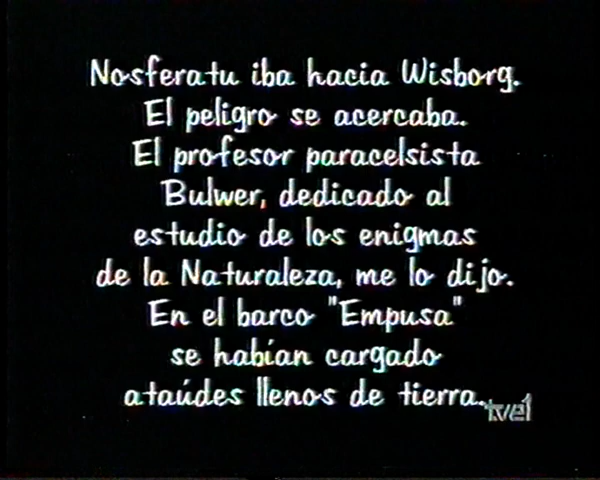 Nosferatu iba hacia Wisborg.
El peligro se acercaba.
El profesor paracelsista
Bulwer, dedicado al
estudio de los enigmas
de la Naturaleza, me lo dijo.
En el barco "Empusa"
se habían cargado
ataúdes llenos de tierra.
tve1